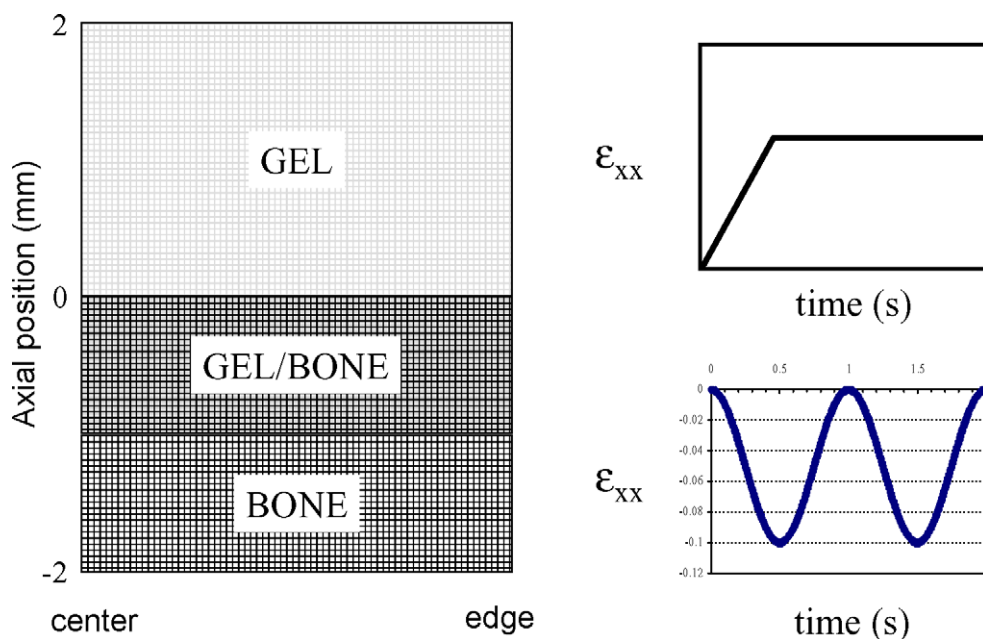 2
GEL
Axial position (mm)
0
GEL/BONE
BONE
-2
center
edge
εxx
time (s)
0
0.5
1
1.5
0
-0.02
-0.04
-0.06
-0.08
-0.1
-0.12
εxx
time (s)